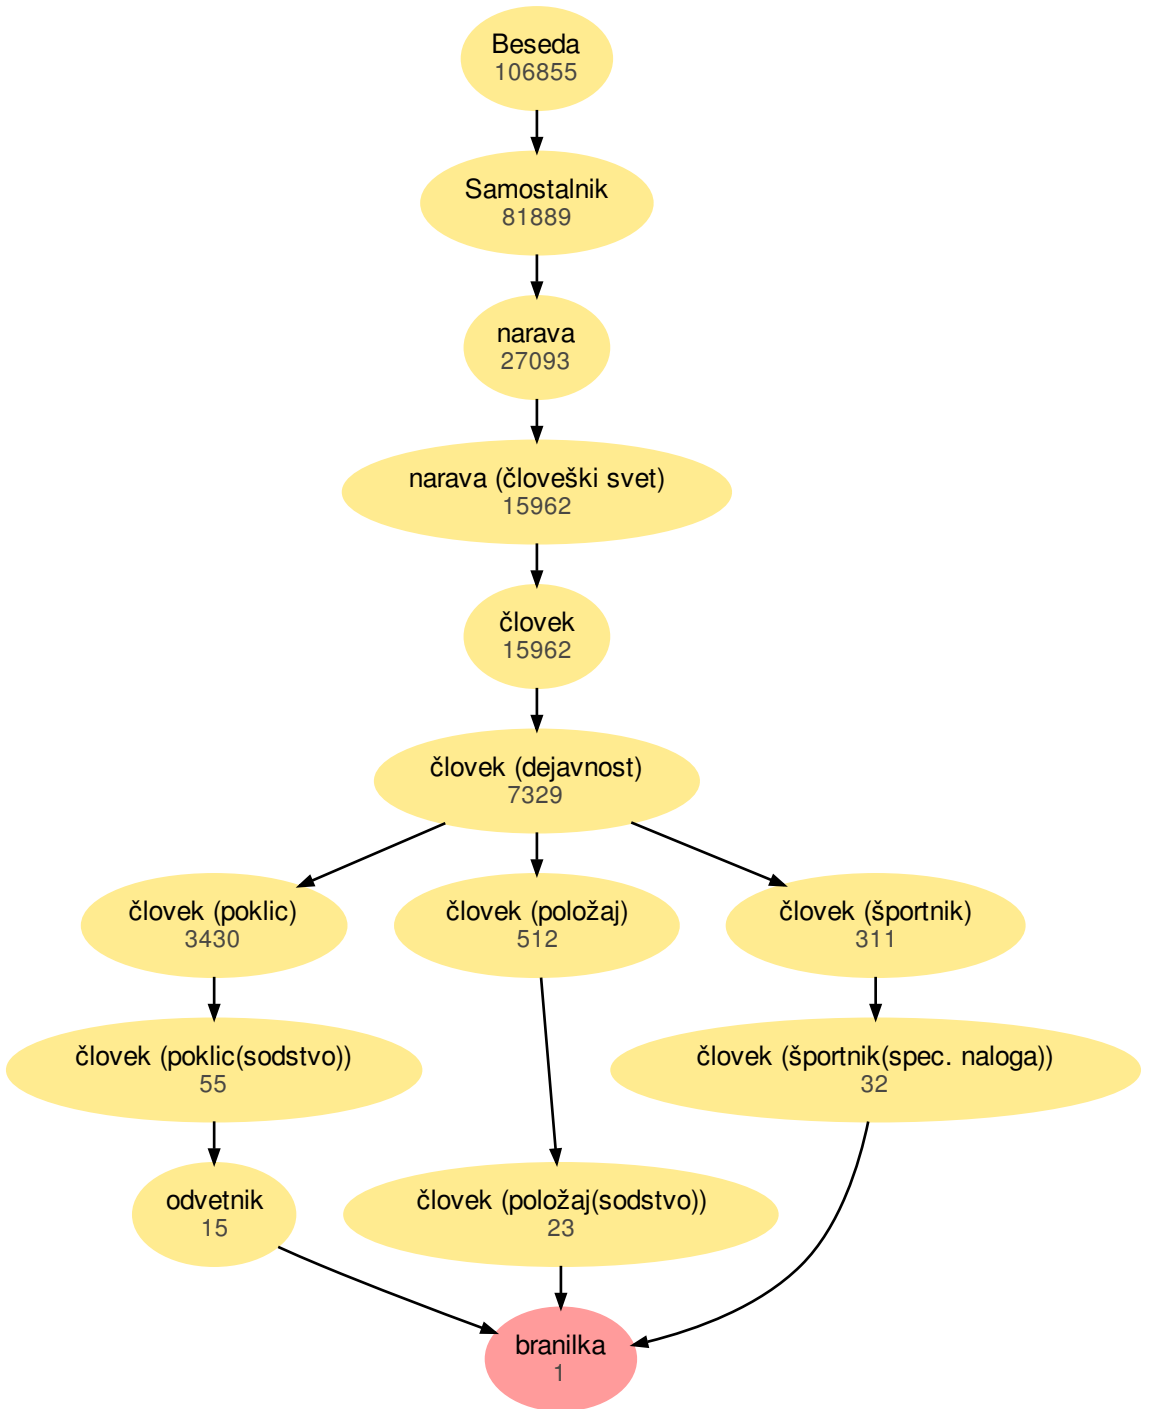 Beseda
106855
Samostalnik
81889
narava
27093
narava (človeški svet)
15962
človek
15962
človek (dejavnost)
7329
človek (poklic)
3430
človek (položaj)
512
človek (športnik)
311
človek (poklic(sodstvo))
55
človek (športnik(spec. naloga))
32
odvetnik
15
človek (položaj(sodstvo))
23
branilka
1